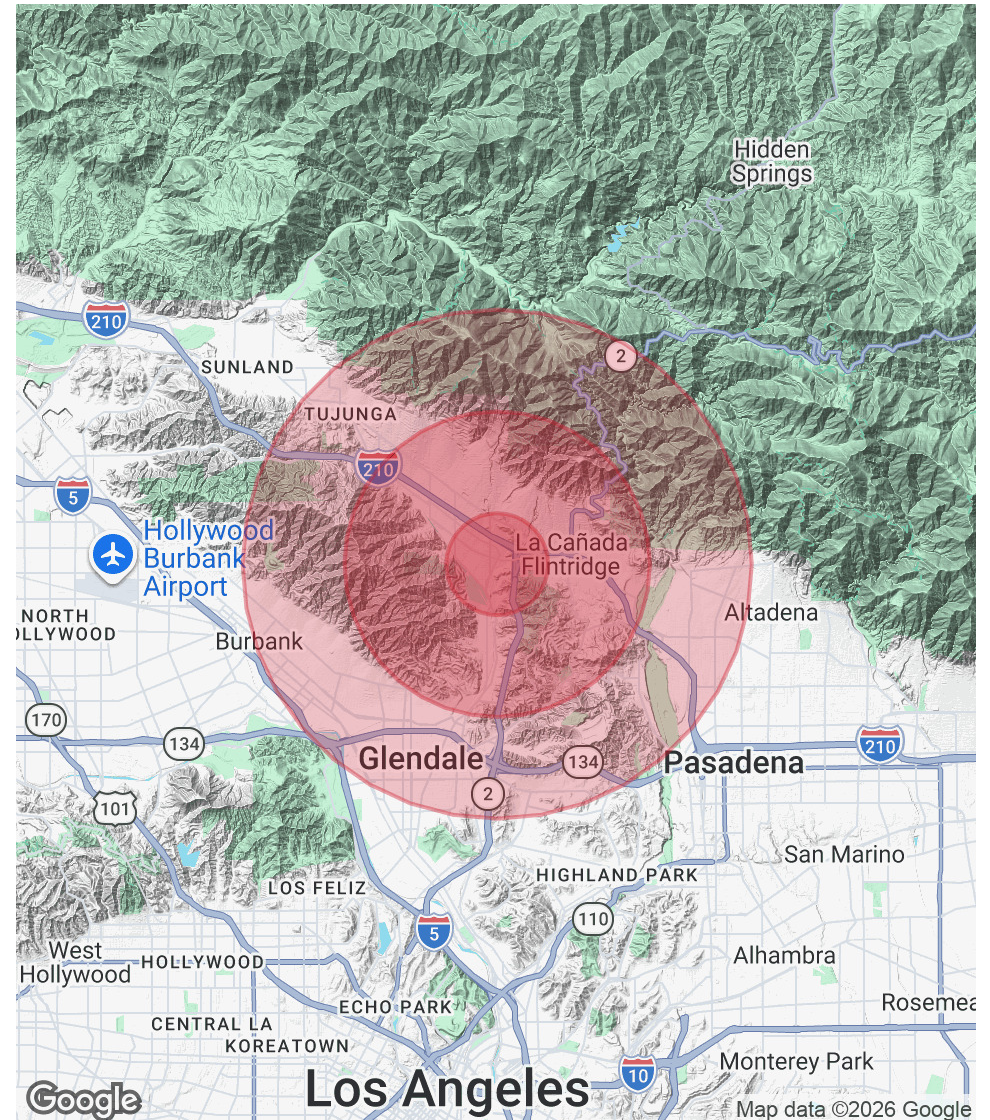 Hidden
Springs
210
2
SUNLAND
TUJUNGA
210
5
Hollywood
Burbank
Airport
La Cañada
Flintridge
NORTH
OLLYWOOD
Altadena
Burbank
170
134
210
Glendale
134
Pasadena
2
101
San Marino
HIGHLAND PARK
LOS FELIZ
110
5
West
Hollywood
HOLLYWOOD
Alhambra
ECHO PARK
Rosemea
CENTRAL LA
KOREATOWN
Monterey Park
10
Los Angeles
Google
Map data ©2026 Google